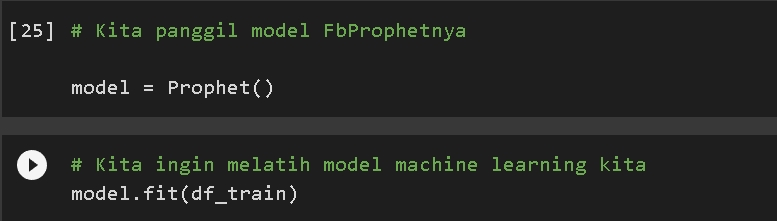 [25] # Kita panggil model FbProphetnya
model = Prophet()
# Kita ingin melatih model machine learning kita
model.fit(df_train)